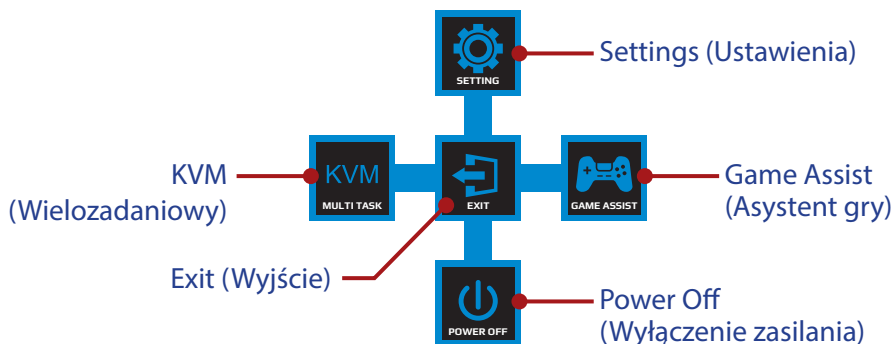 SETTING
Settings (Ustawienia)
KVM
(Wielozadaniowy)
KVM
MULTI TASK
EXIT
GAME ASSIST
Game Assist
(Asystent gry)
Exit (Wyjście)
POWER OFF
Power Off
(Wyłączenie zasilania)